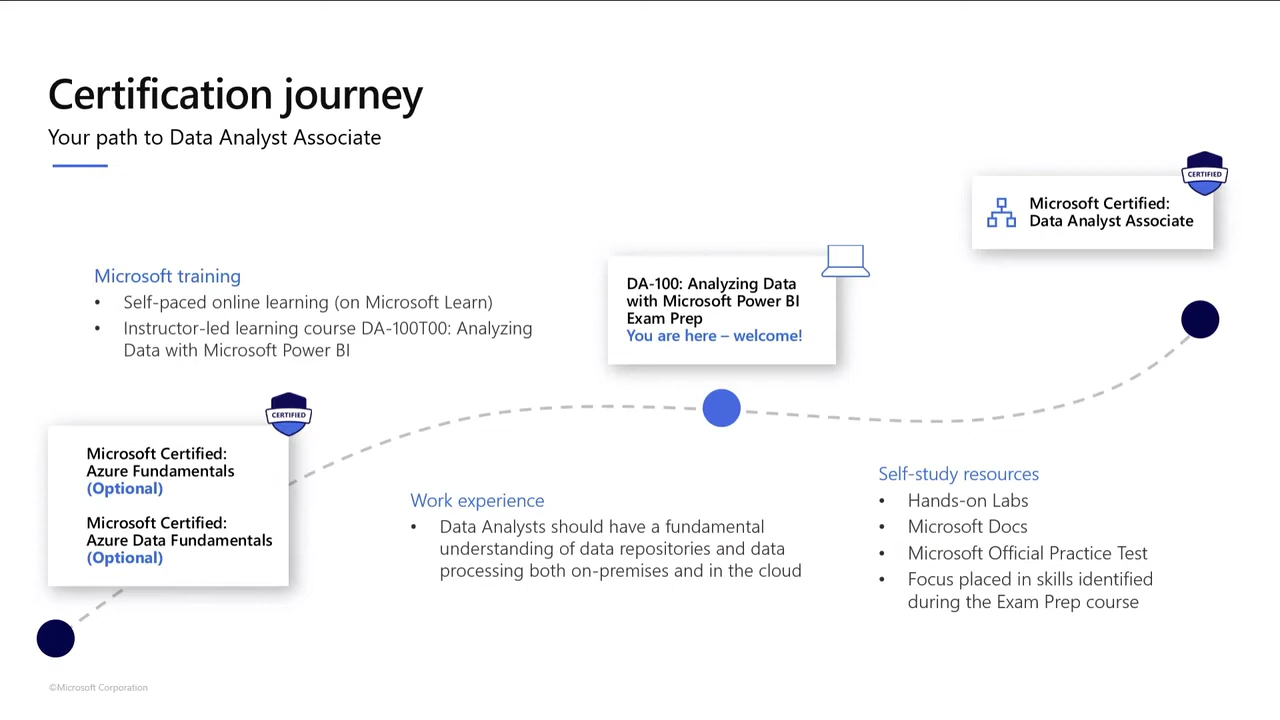 Certification journey
Your path to Data Analyst Associate
CERTIFIED
Microsoft Certified:
Data Analyst Associate
Microsoft training
• Self-paced online learning (on Microsoft Learn)
• Instructor-led learning course DA-100T00: Analyzing
Data with Microsoft Power BI
DA-100: Analyzing Data
with Microsoft Power BI
Exam Prep
You are here – welcome!
CERTIFIED
Microsoft Certified:
Azure Fundamentals
(Optional)
Microsoft Certified:
Azure Data Fundamentals
(Optional)
Work experience
• Data Analysts should have a fundamental
understanding of data repositories and data
processing both on-premises and in the cloud
Self-study resources
• Hands-on Labs
• Microsoft Docs
• Microsoft Official Practice Test
• Focus placed in skills identified
during the Exam Prep course
©Microsoft Corporation